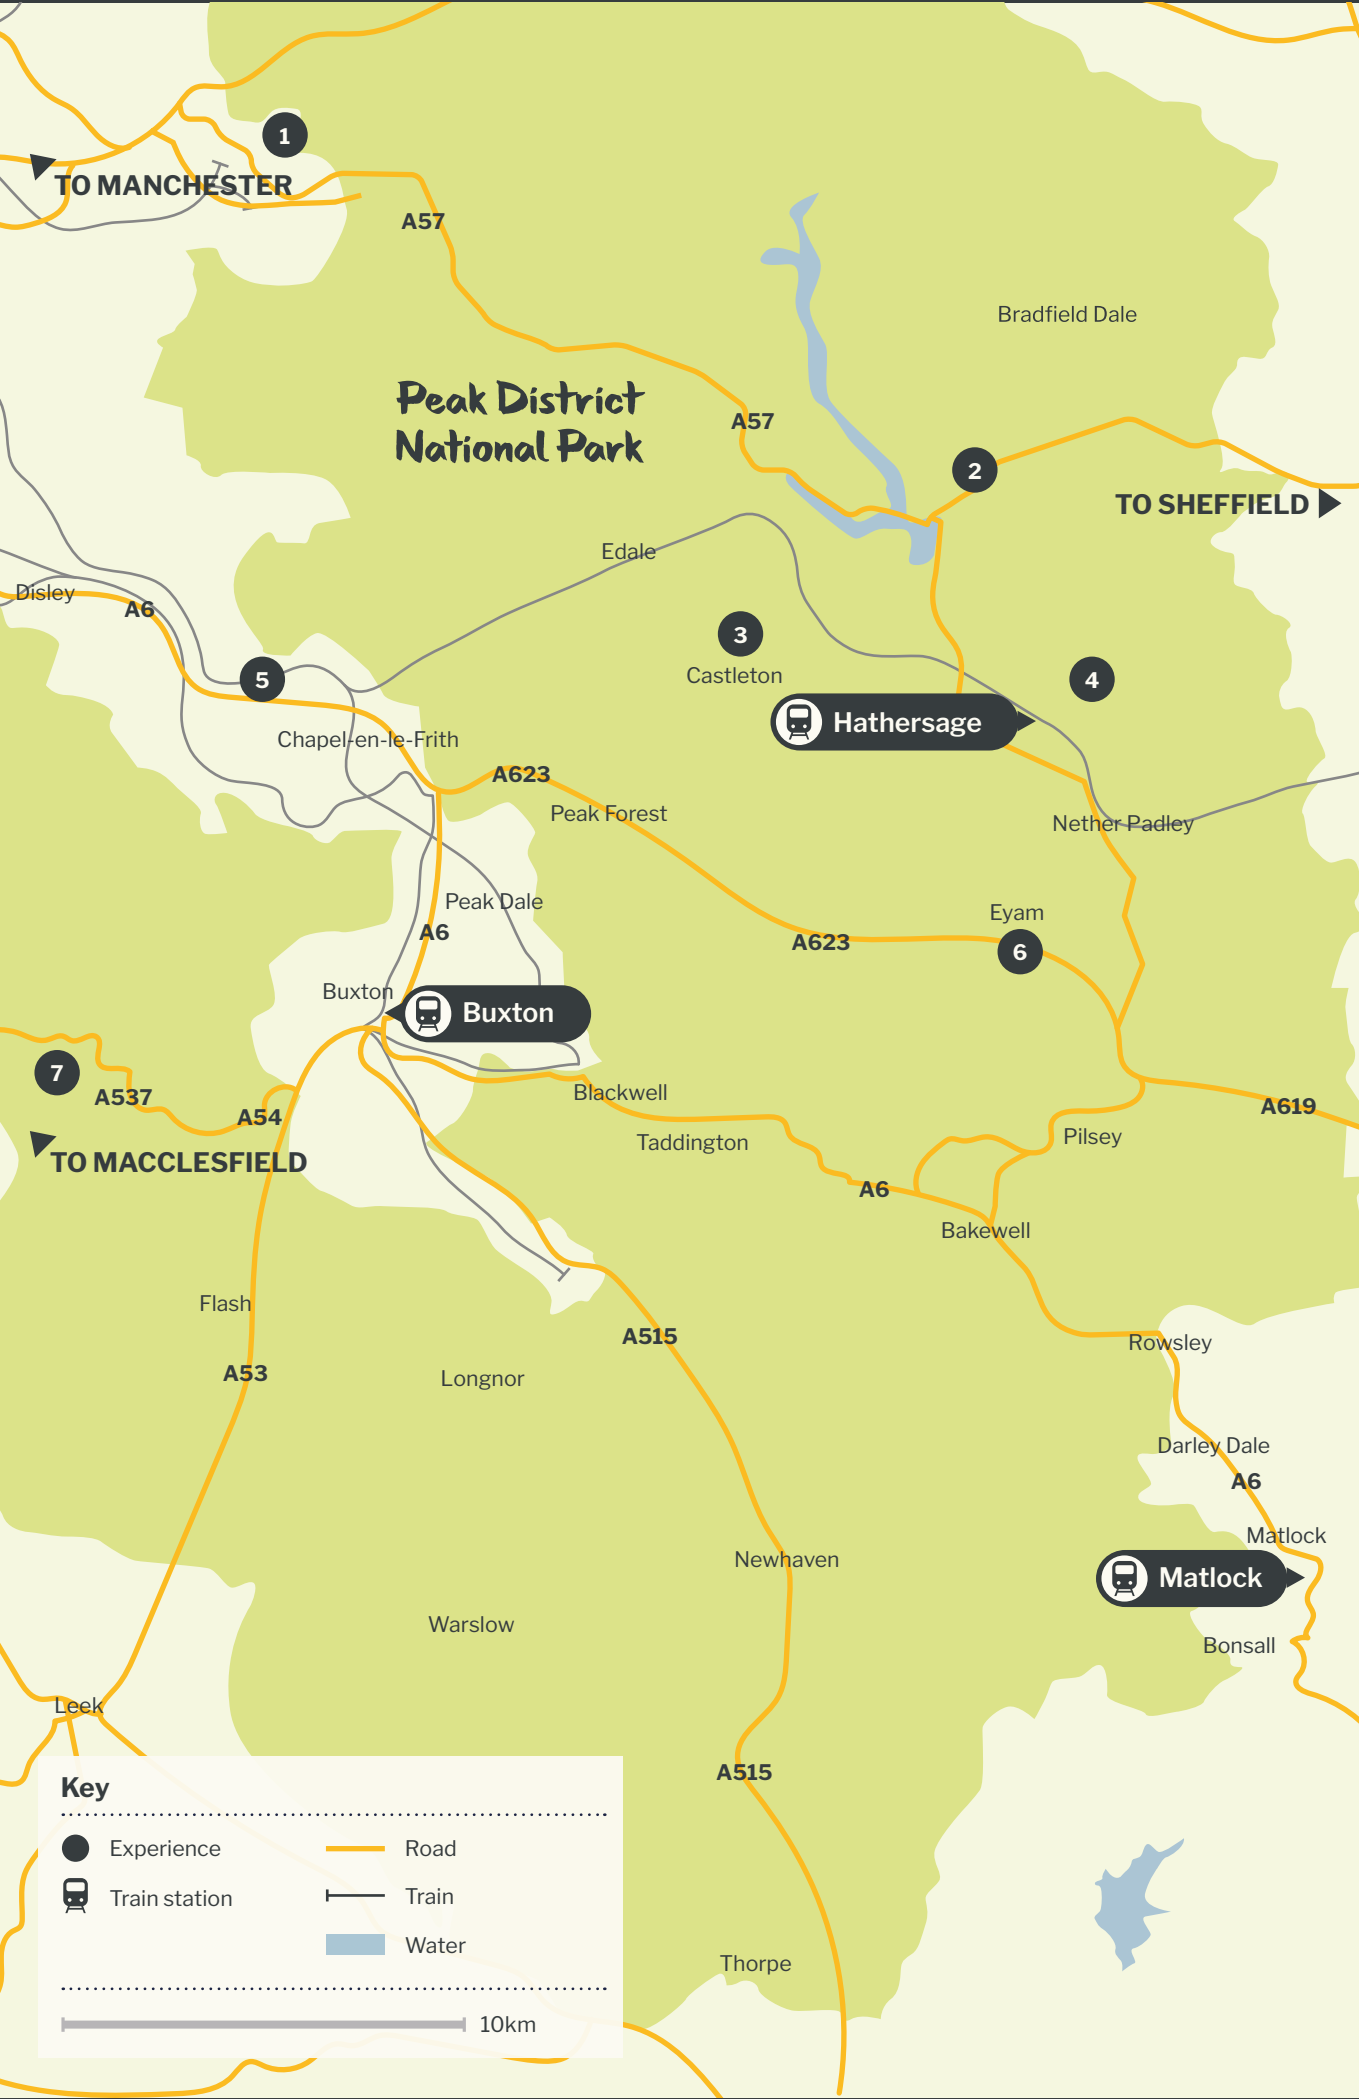 1
TO MANCHESTER
A57
Bradfield Dale
Peak District
National Park
A57
2
TO SHEFFIELD
Edale
Disley
A6
3
Castleton
5
4
Hathersage
Chapel-en-le-Frith
A623
Peak Forest
Nether Padley
Peak Dale
A6
Eyam
A623
6
Buxton
Buxton
7
A537
A54
Blackwell
A619
Taddington
Pilsey
TO MACCLESFIELD
A6
Bakewell
Flash
A515
Rowsley
A53
Longnor
Darley Dale
A6
Matlock
Newhaven
Matlock
Warslow
Bonsall
Leek
A515
Key
Experience
Road
Train station
Train
Water
Thorpe
10km